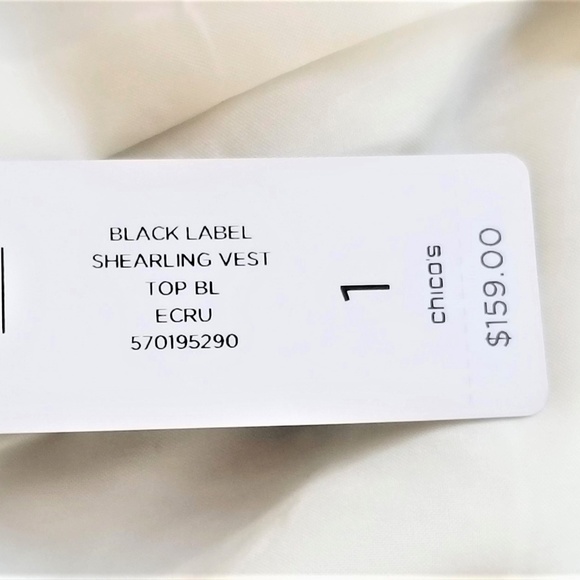 BLACK LABEL
SHEARLING VEST
TOP BL
ECRU
570195290
1
chico's
$159.00